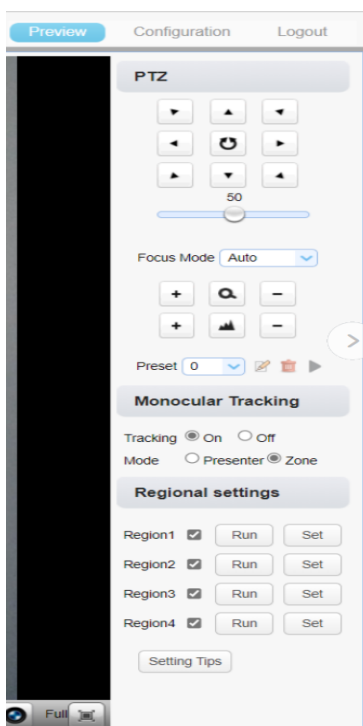 Preview Configuration Logout
PTZ
50
Focus Mode Auto
+ -
+ -
Preset 0
Monocular Tracking
Tracking On Off
Mode Presenter Zone
Regional settings
Region1 Run Set
Region2 Run Set
Region3 Run Set
Region4 Run Set
Setting Tips
Full